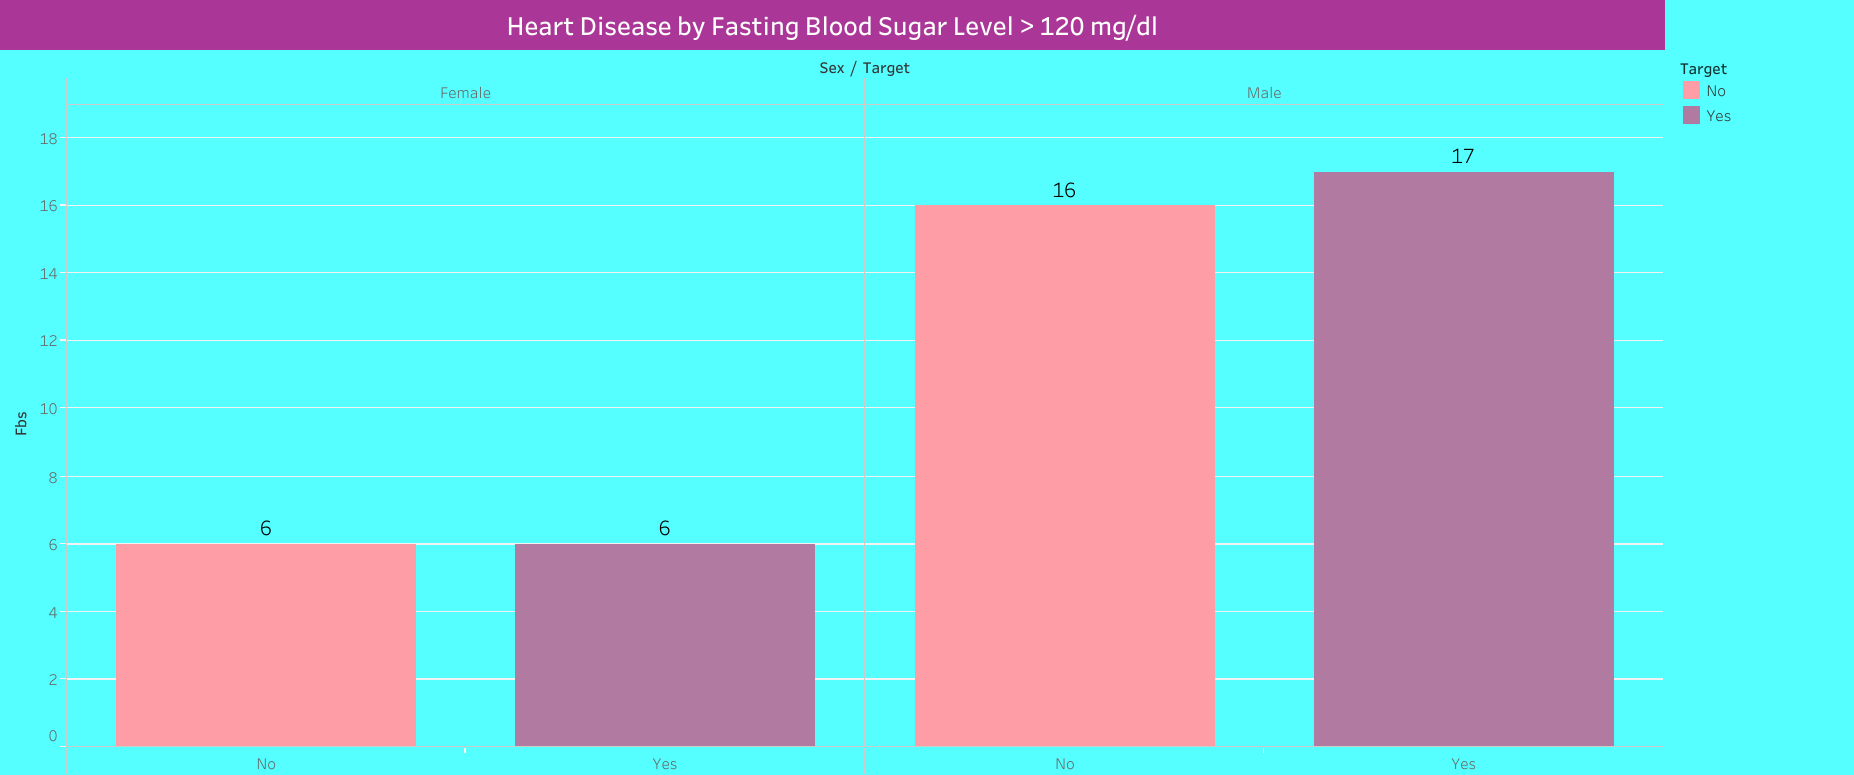 Heart Disease by Fasting Blood Sugar Level > 120 mg/dl
Sex / Target
Female
Male
Target
No
Yes
18
16
14
12
10
8
6
4
2
0
Fbs
6
6
16
17
No
Yes
No
Yes